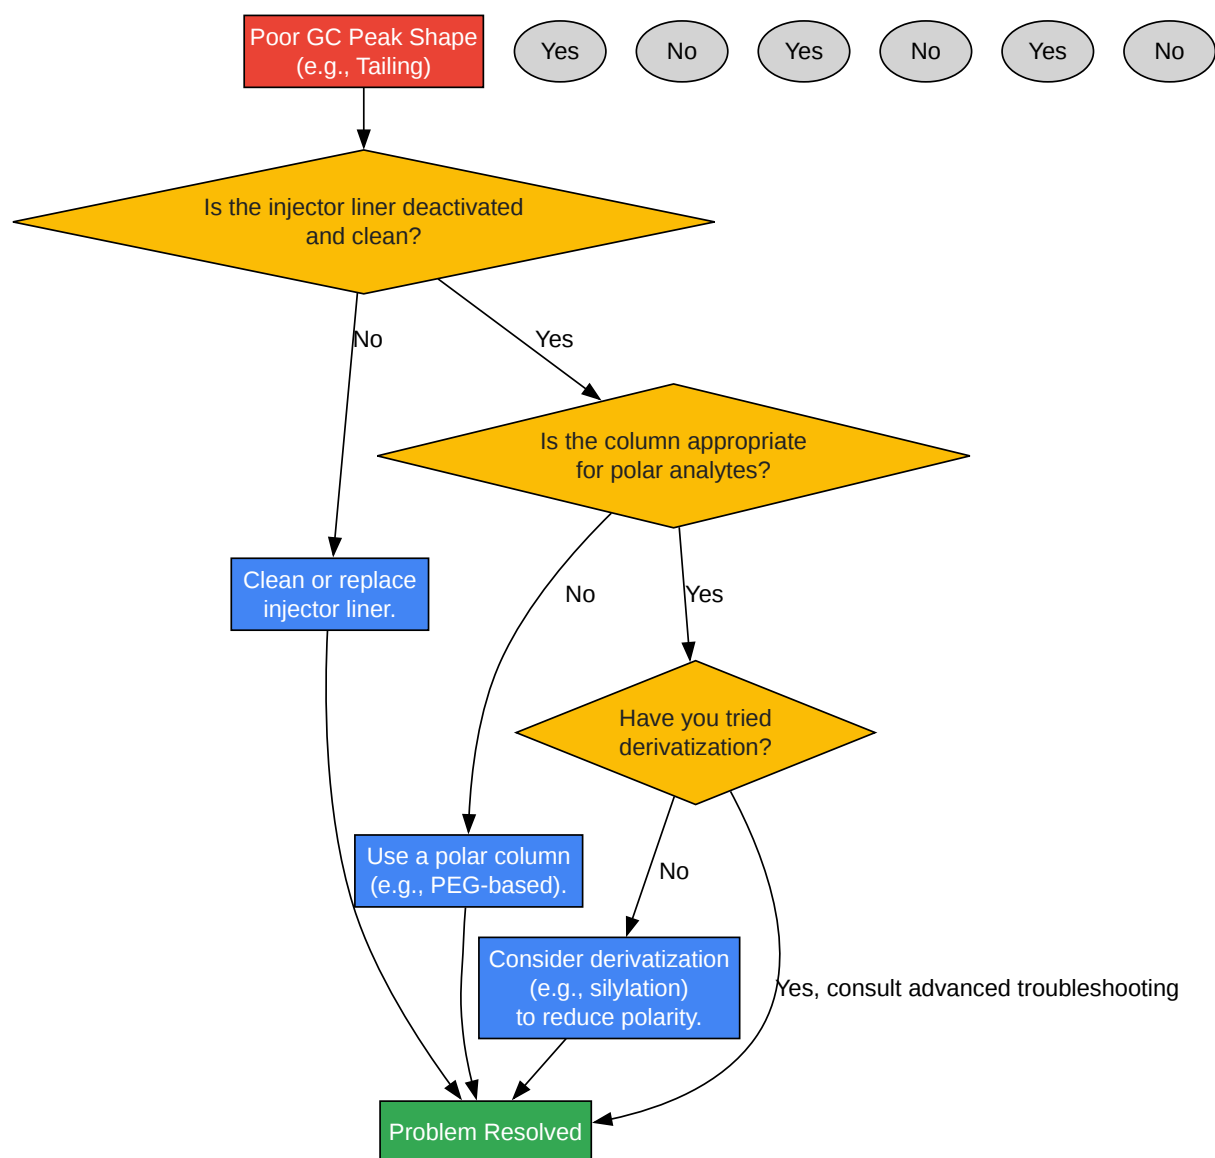 Poor GC Peak Shape
(e.g., Tailing)
Yes
No
Yes
No
Yes
No
Is the injector liner deactivated
and clean?
No
Yes
Is the column appropriate
for polar analytes?
Clean or replace
injector liner.
No
Yes
Have you tried
derivatization?
Use a polar column
(e.g., PEG-based).
No
Consider derivatization
(e.g., silylation)
to reduce polarity.
Yes, consult advanced troubleshooting
Problem Resolved